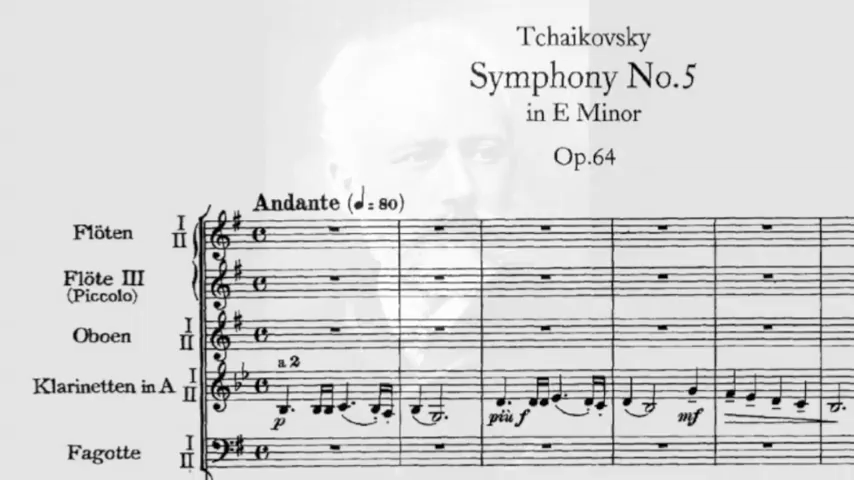 Tchaikovsky
Symphony No.5
in E Minor
Op.64
Andante (𝅗𝅥 = 80)
Flöten I II
Flöte III
(Piccolo)
Oboen I II
a 2
Klarinetten in A I II
p più f mf
Fagotte I II